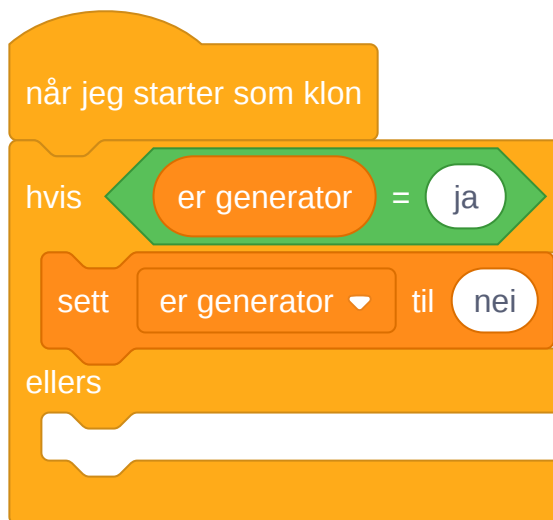 når jeg starter som klon
hvis er generator = ja
sett er generator til nei
ellers